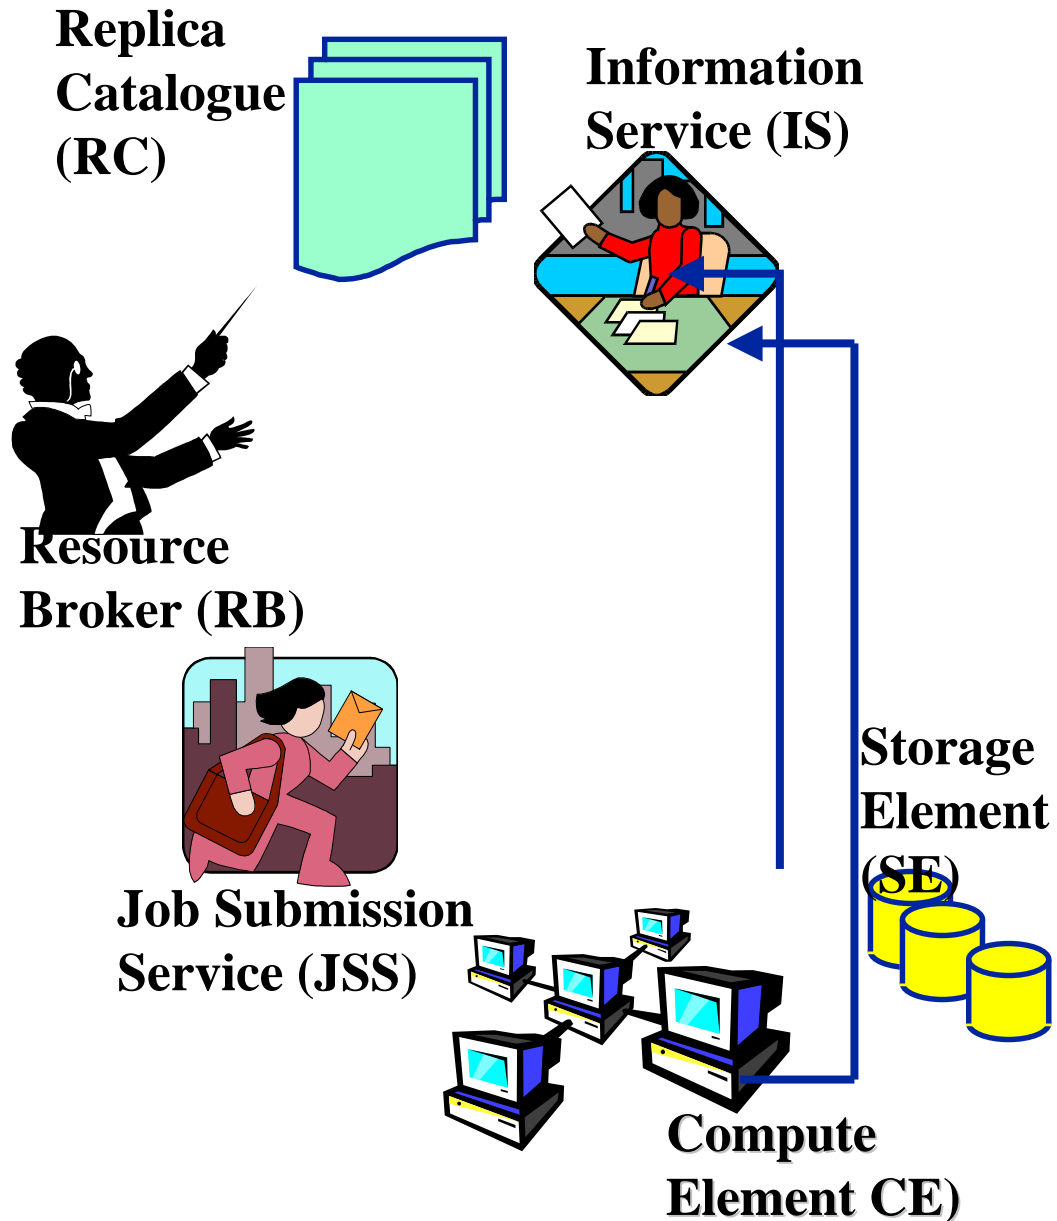 Replica
Catalogue
(RC)
Information
Service (IS)
Resource
Broker (RB)
Storage
Element
(SE)
Job Submission
Service (JSS)
Compute
Element CE)